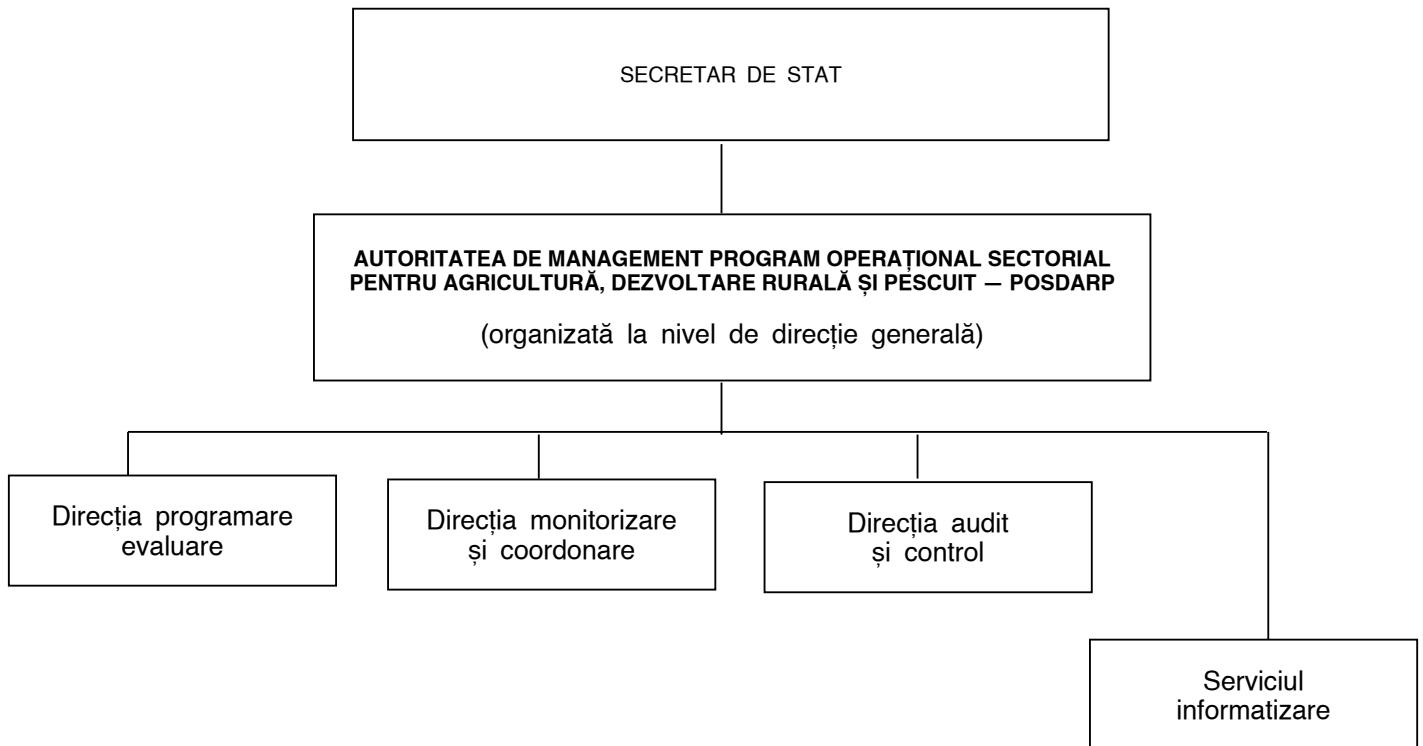 SECRETAR DE STAT
AUTORITATEA DE MANAGEMENT PROGRAM OPERAȚIONAL SECTORIAL
PENTRU AGRICULTURĂ, DEZVOLTARE RURALĂ ȘI PESCUIT — POSDARP
(organizată la nivel de direcție generală)
Direcția programare
evaluare
Direcția monitorizare
și coordonare
Direcția audit
și control
Serviciul
informatizare